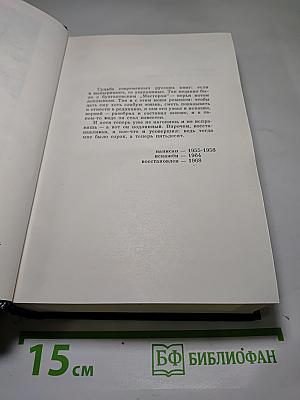 Судьба современных русских книг: если
и выныривают, то ущипанные. Так недавно бы-
ло с булгаковским „Мастером" — перья потом
доплывали. Так и с этим моим романом: чтобы
дать ему хоть слабую жизнь, сметь показывать
и отнести в редакцию, я сам его ужал и исказил,
верней — разобрал и составил заново, и в та-
ком-то виде он стал известен.
И хотя теперь уже не нагонишь и не испра-
вишь — а вот он подлинный. Впрочем, восста-
навливая, я кое-что и усовершил: ведь тогда
мне было сорок, а теперь пятьдесят.
написан — 1955-1958
искажён — 1964
восстановлен — 1968
15 см
БФ БИБЛИОФАН